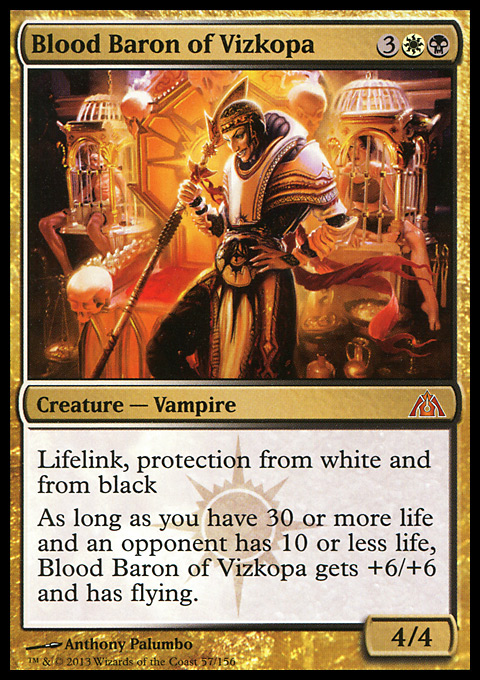 Blood Baron of Vizkopa 3
Creature — Vampire
Lifelink, protection from white and
from black
As long as you have 30 or more life
and an opponent has 10 or less life,
Blood Baron of Vizkopa gets +6/+6
and has flying.
4/4
Anthony Palumbo
™ & © 2013 Wizards of the Coast 57/156